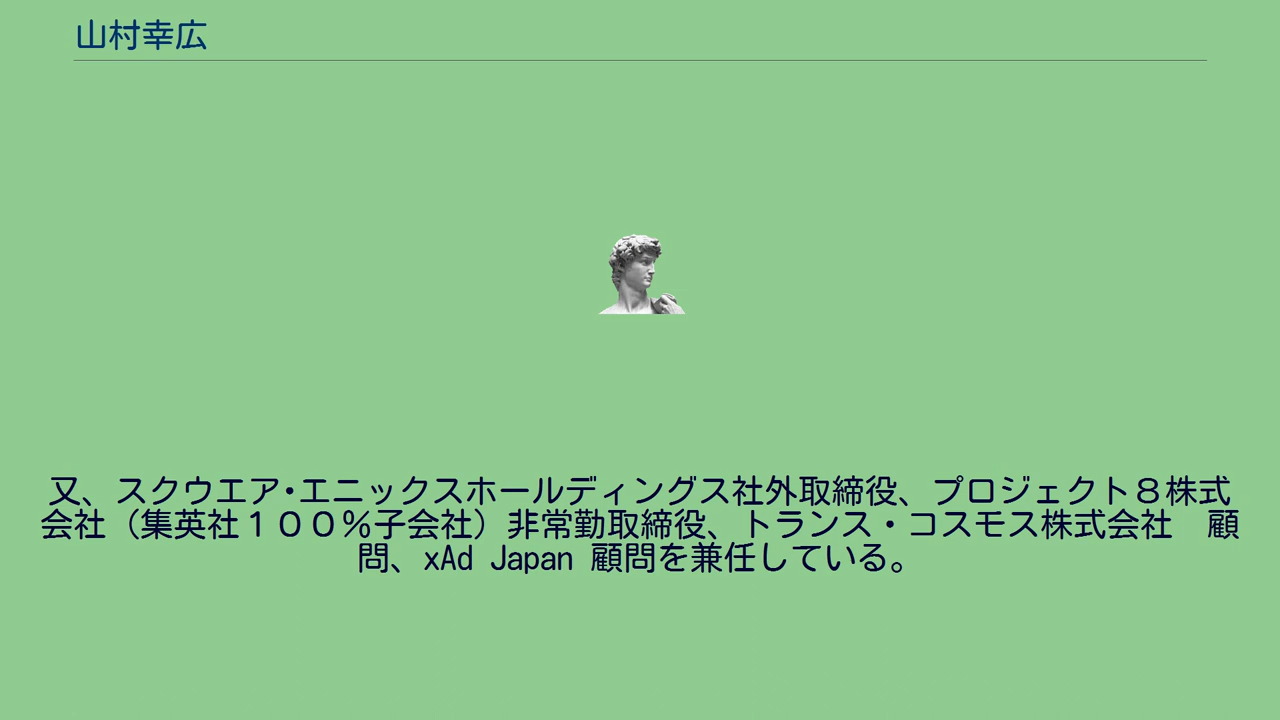 山村幸広
又、スクウエア･エニックスホールディングス社外取締役、プロジェクト８株式
会社（集英社１００％子会社）非常勤取締役、トランス・コスモス株式会社　顧
問、xAd Japan 顧問を兼任している。